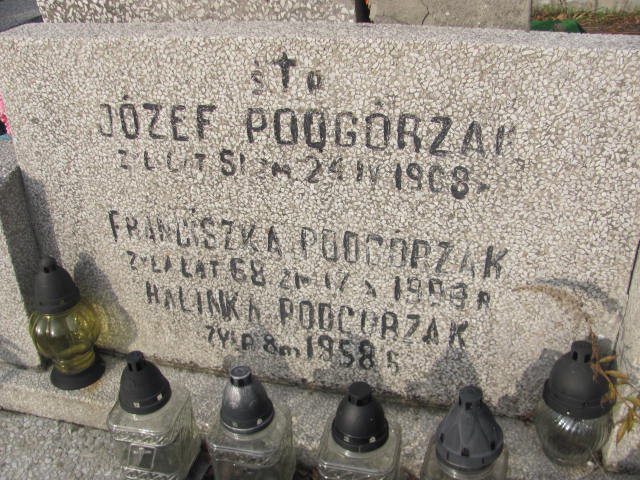 Ś P
JÓZEF PODGÓRZAK
ŻYŁ LAT 51 ZM. 24 IV 1968 R
FRANCISZKA PODGÓRZAK
ŻYŁA LAT 68 ZM 17 X
HALINKA PODGÓRZAK
ŻYŁA 8 m 1958